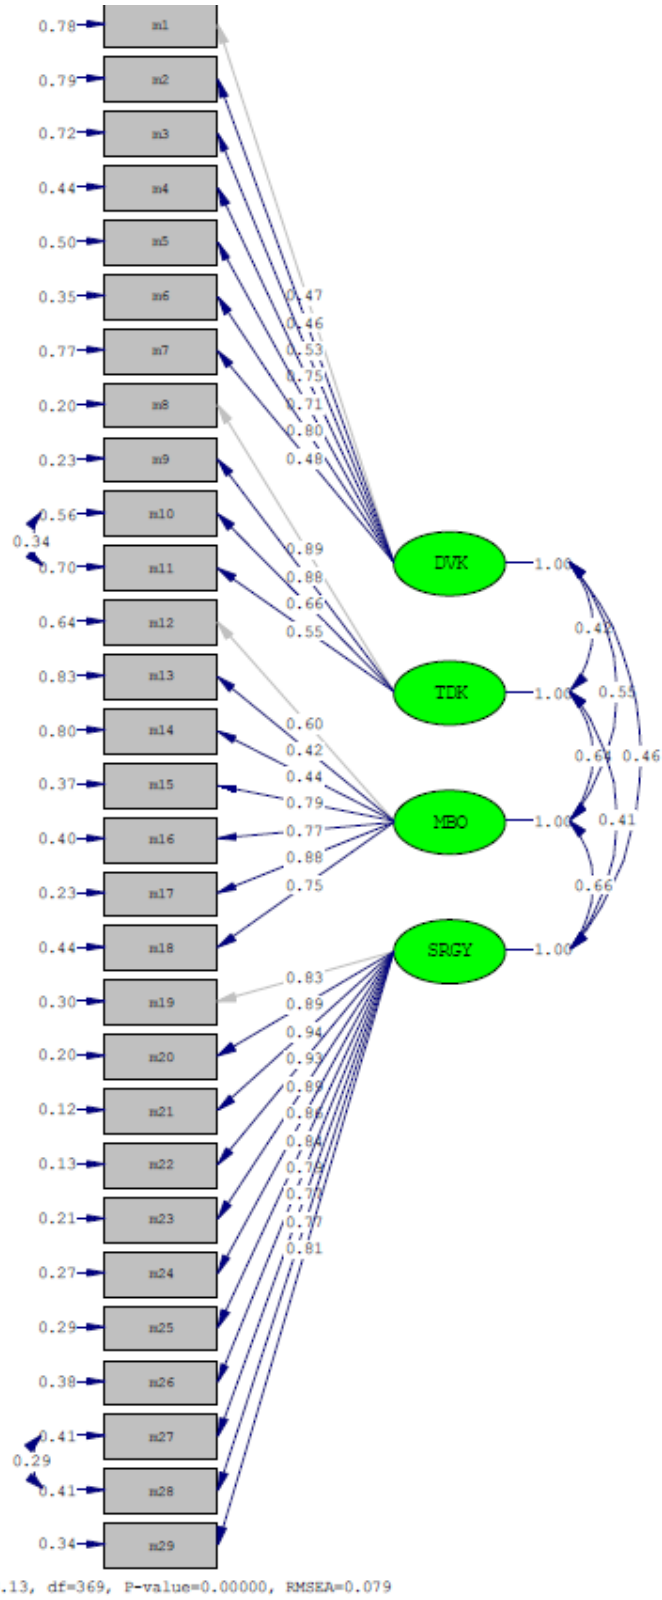 0.78 m1
0.79 m2
0.72 m3
0.44 m4
0.50 m5
0.35 m6
0.77 m7
0.20 m8
0.23 m9
0.56 m10
0.34
0.70 m11
0.64 m12
0.83 m13
0.80 m14
0.37 m15
0.40 m16
0.23 m17
0.44 m18
0.30 m19
0.20 m20
0.12 m21
0.13 m22
0.21 m23
0.27 m24
0.29 m25
0.38 m26
0.41 m27
0.29
0.41 m28
0.34 m29
0.47
0.46
0.53
0.75
0.71
0.80
0.48
0.89
0.88
0.66
0.55
0.60
0.42
0.44
0.79
0.77
0.88
0.75
0.83
0.89
0.94
0.93
0.89
0.86
0.84
0.77
0.81
DVK 1.00
TDK 1.00
MBO 1.00
SRGY 1.00
0.42
0.55
0.64
0.46
0.41
0.66
.13, df=369, P-value=0.00000, RMSEA=0.079